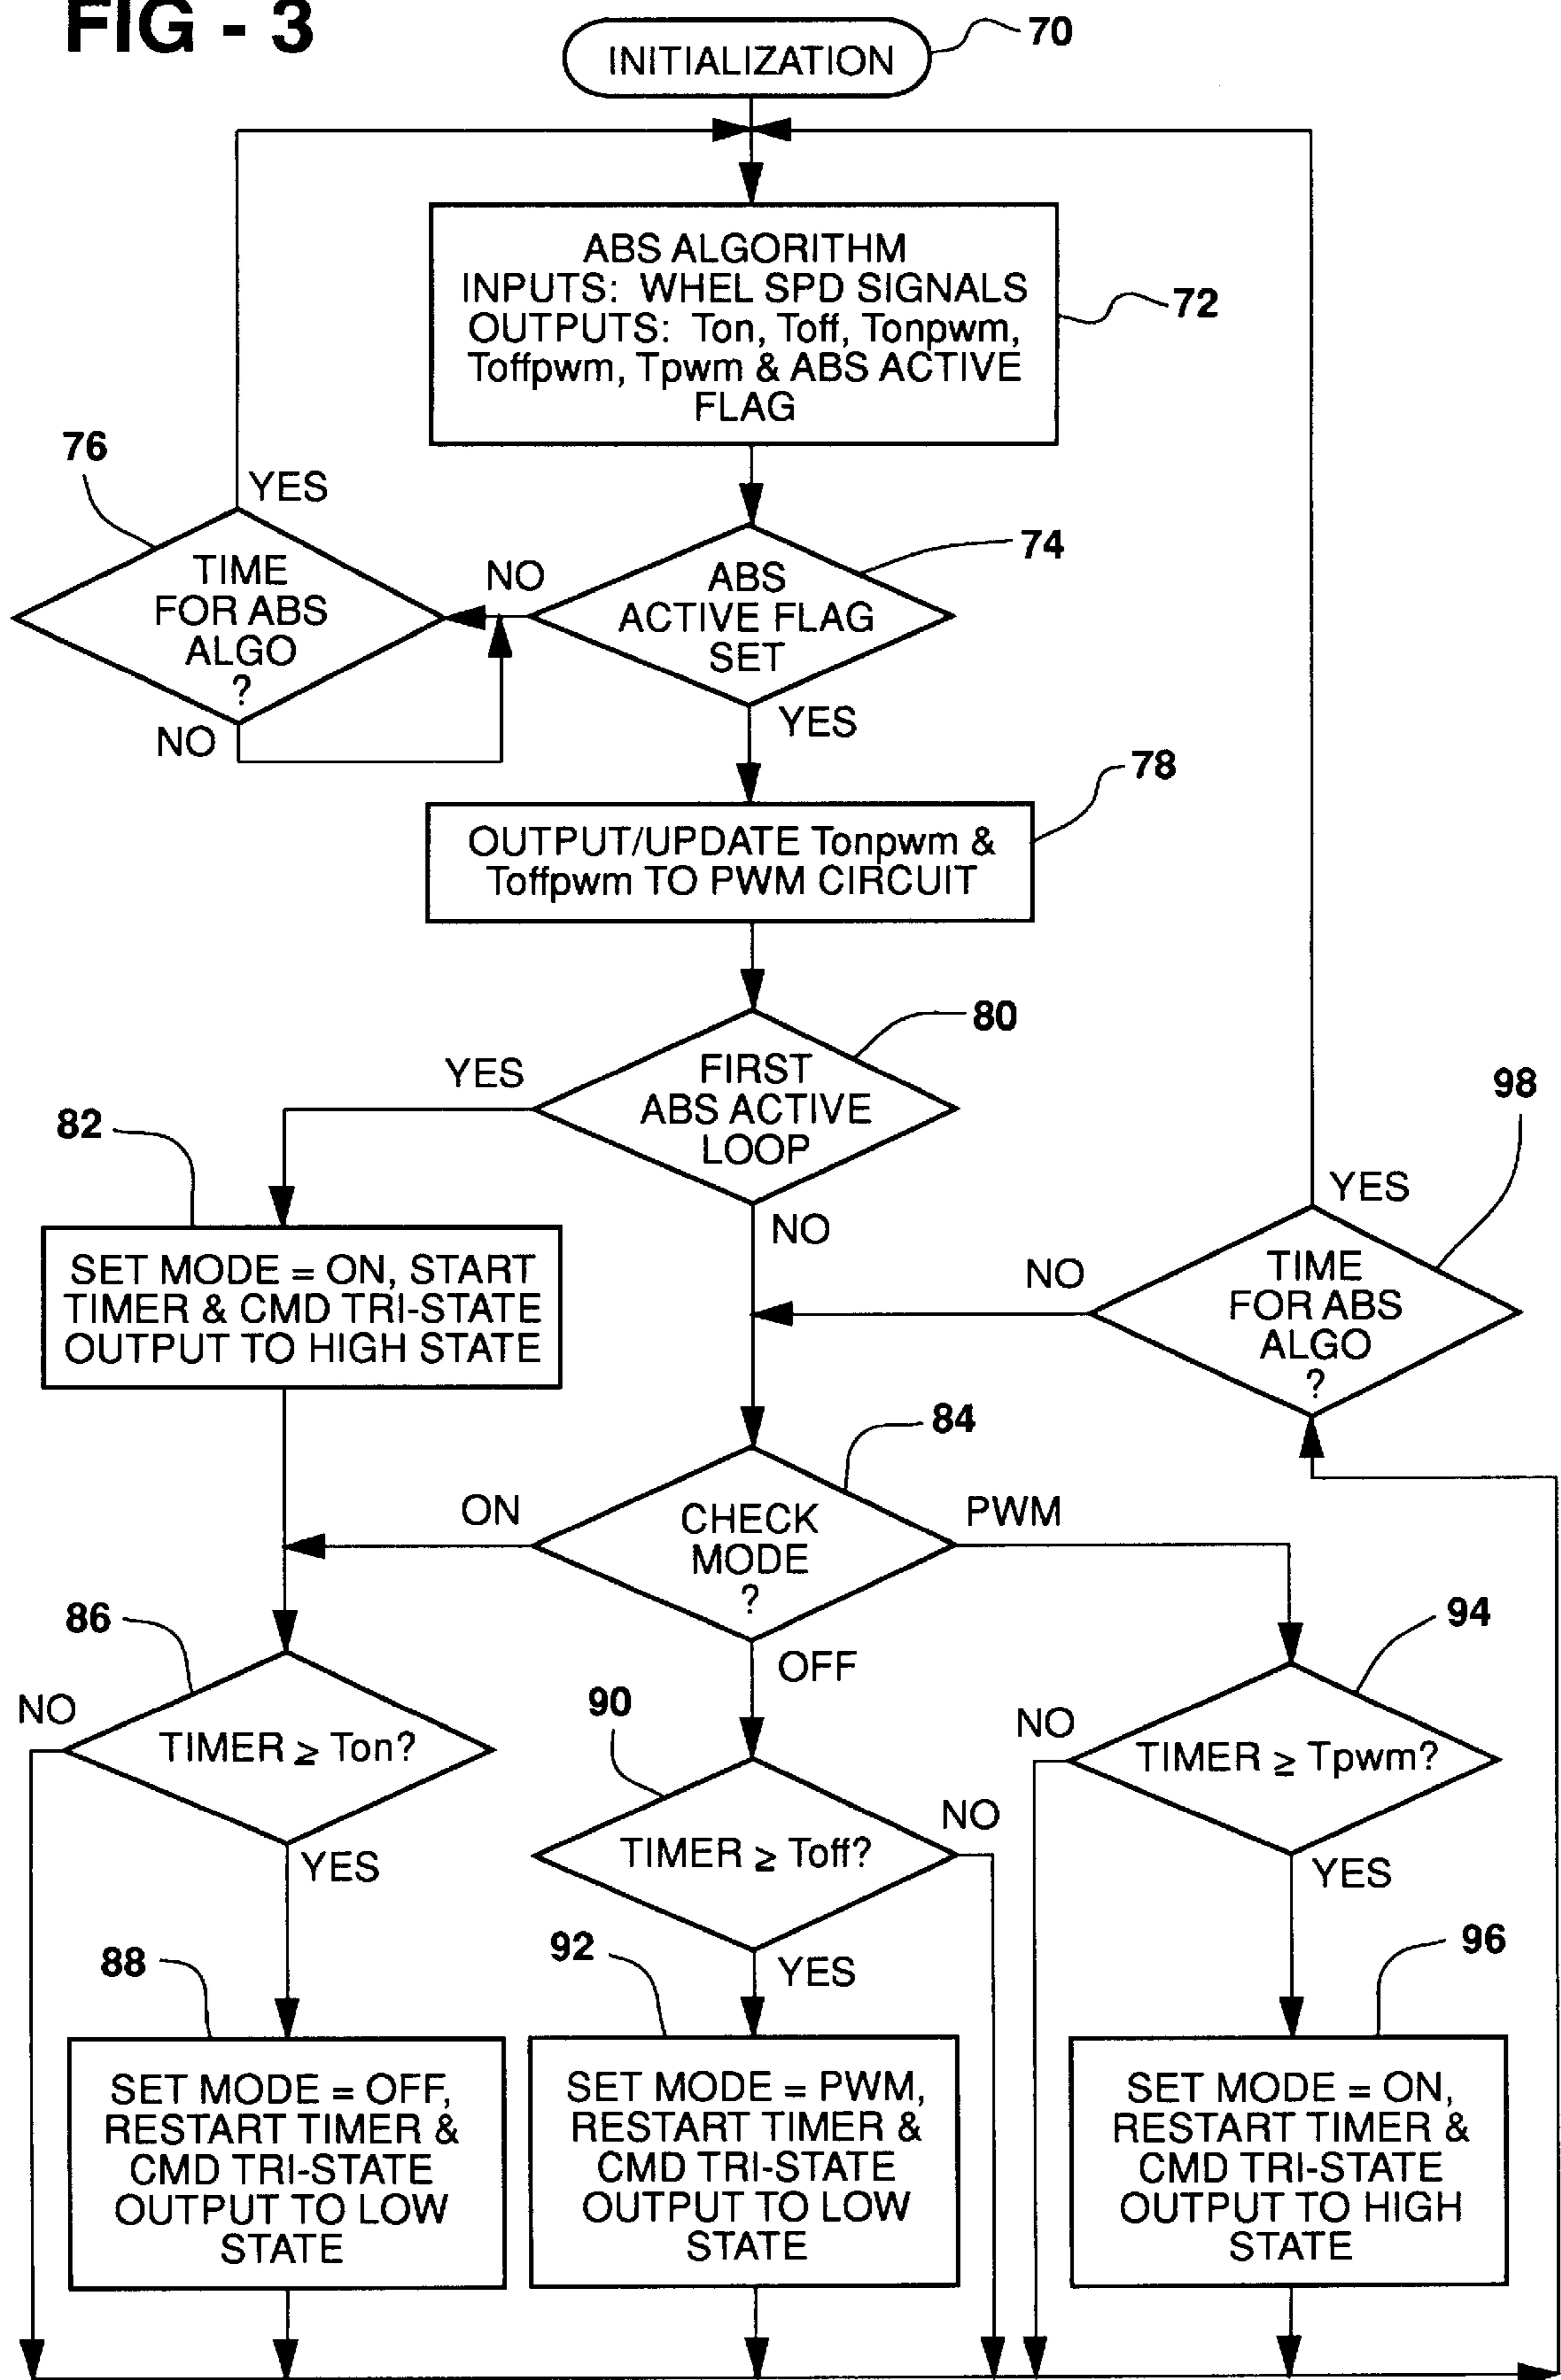 FIG - 3
INITIALIZATION
70
ABS ALGORITHM
INPUTS: WHEL SPD SIGNALS
OUTPUTS: Ton, Toff, Tonpwm,
Toffpwm, Tpwm & ABS ACTIVE
FLAG
72
76
YES
TIME
FOR ABS
ALGO
?
NO
NO
ABS
ACTIVE FLAG
SET
74
YES
OUTPUT/UPDATE Tonpwm &
Toffpwm TO PWM CIRCUIT
78
FIRST
ABS ACTIVE
LOOP
80
YES
NO
82
SET MODE = ON, START
TIMER & CMD TRI-STATE
OUTPUT TO HIGH STATE
98
YES
TIME
FOR ABS
ALGO
?
NO
84
CHECK
MODE
?
ON
PWM
OFF
86
NO
TIMER ≥ Ton?
YES
90
NO
TIMER ≥ Toff?
YES
94
NO
TIMER ≥ Tpwm?
YES
88
SET MODE = OFF,
RESTART TIMER &
CMD TRI-STATE
OUTPUT TO LOW
STATE
92
SET MODE = PWM,
RESTART TIMER &
CMD TRI-STATE
OUTPUT TO LOW
STATE
96
SET MODE = ON,
RESTART TIMER &
CMD TRI-STATE
OUTPUT TO HIGH
STATE